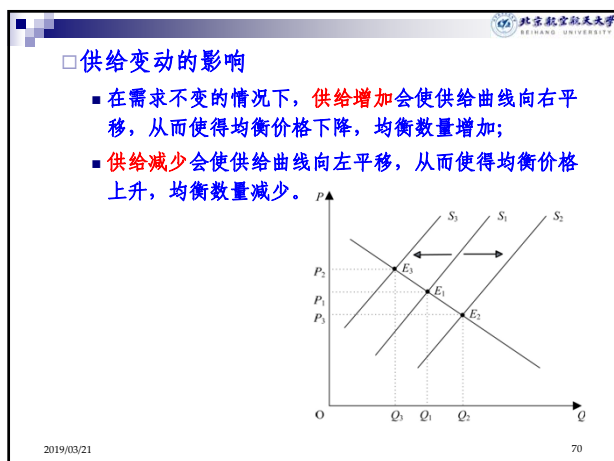 北京航空航天大学
BEIHANG UNIVERSITY
供给变动的影响
在需求不变的情况下，供给增加会使供给曲线向右平
移，从而使得均衡价格下降，均衡数量增加；
供给减少会使供给曲线向左平移，从而使得均衡价格
上升，均衡数量减少。
P
S3 S1 S2
P2 E3
P1 E1
P3 E2
O Q3 Q1 Q2 Q
2019/03/21 70